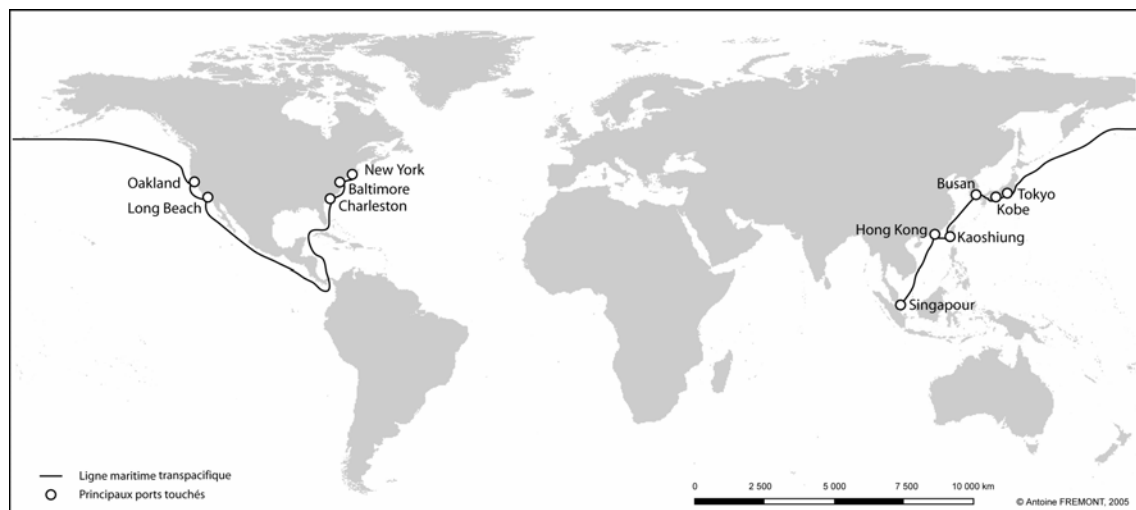 New York
Oakland
Baltimore
Long Beach
Charleston
Busan
Tokyo
Kobe
Hong Kong
Kaoshiung
Singapour
Ligne maritime transpacifique
Principaux ports touchés
0 2 500 5 000 7 500 10 000 km
© Antoine FREMONT, 2005